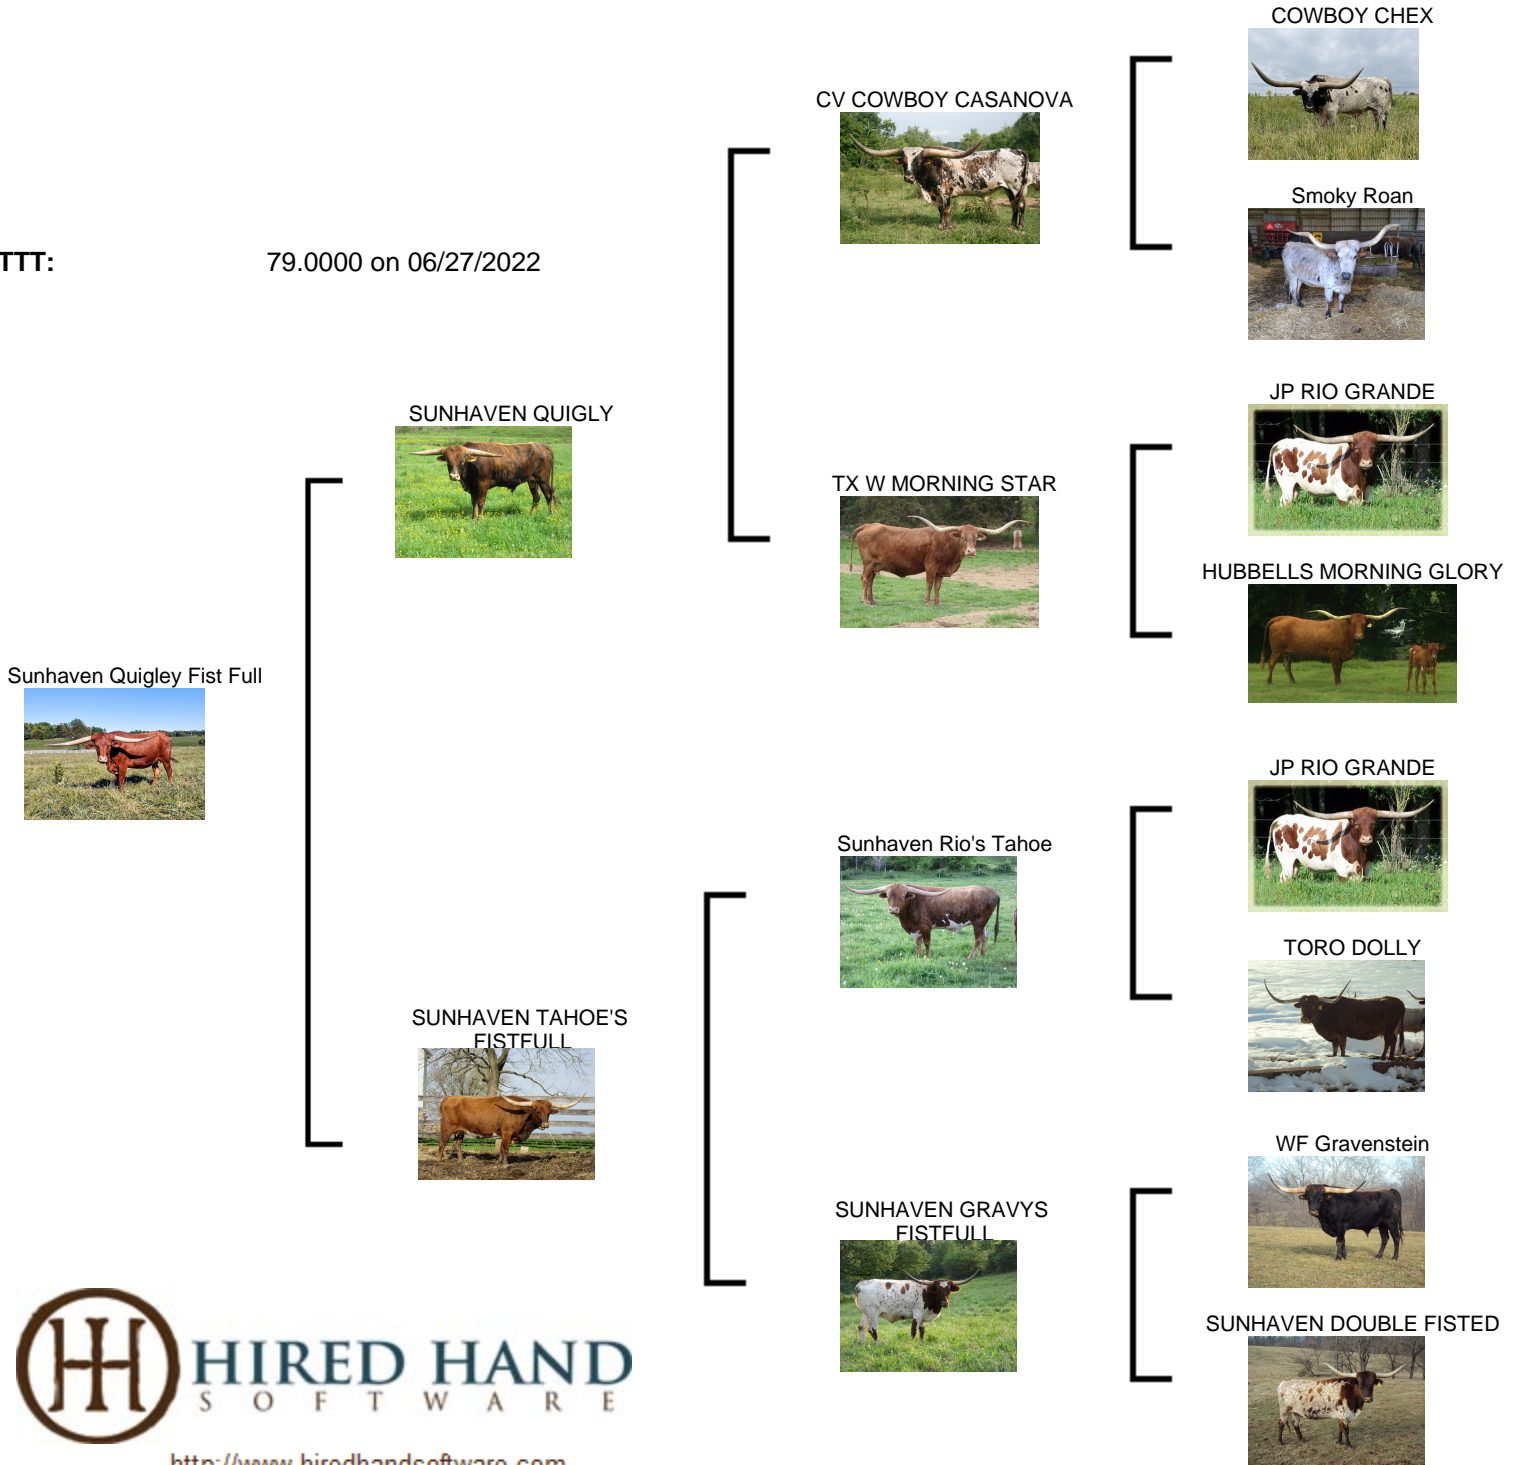 COWBOY CHEX
CV COWBOY CASANOVA
Smoky Roan
TTT: 79.0000 on 06/27/2022
JP RIO GRANDE
SUNHAVEN QUIGLY
TX W MORNING STAR
HUBBELLS MORNING GLORY
Sunhaven Quigley Fist Full
JP RIO GRANDE
Sunhaven Rio's Tahoe
TORO DOLLY
SUNHAVEN TAHOE'S
FISTFULL
WF Gravenstein
SUNHAVEN GRAVYS
FISTFULL
SUNHAVEN DOUBLE FISTED
HIRED HAND
SOFTWARE
http://www.hiredhandsoftware.com